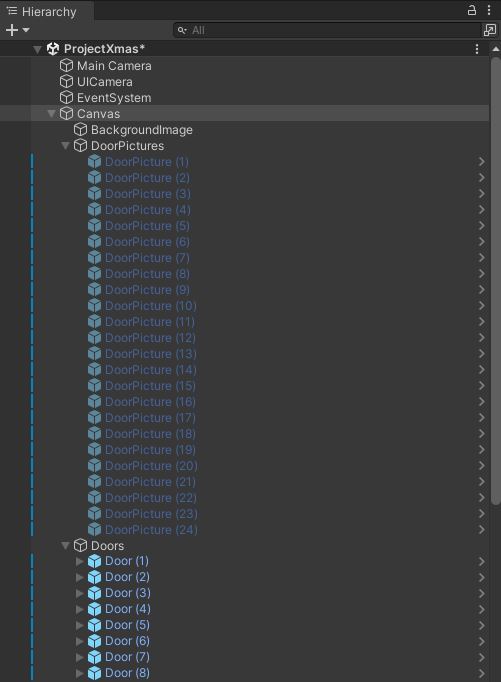 Hierarchy
All
ProjectXmas*
Main Camera
UICamera
EventSystem
Canvas
BackgroundImage
DoorPictures
DoorPicture (1)
DoorPicture (2)
DoorPicture (3)
DoorPicture (4)
DoorPicture (5)
DoorPicture (6)
DoorPicture (7)
DoorPicture (8)
DoorPicture (9)
DoorPicture (10)
DoorPicture (11)
DoorPicture (12)
DoorPicture (13)
DoorPicture (14)
DoorPicture (15)
DoorPicture (16)
DoorPicture (17)
DoorPicture (18)
DoorPicture (19)
DoorPicture (20)
DoorPicture (21)
DoorPicture (22)
DoorPicture (23)
DoorPicture (24)
Doors
Door (1)
Door (2)
Door (3)
Door (4)
Door (5)
Door (6)
Door (7)
Door (8)